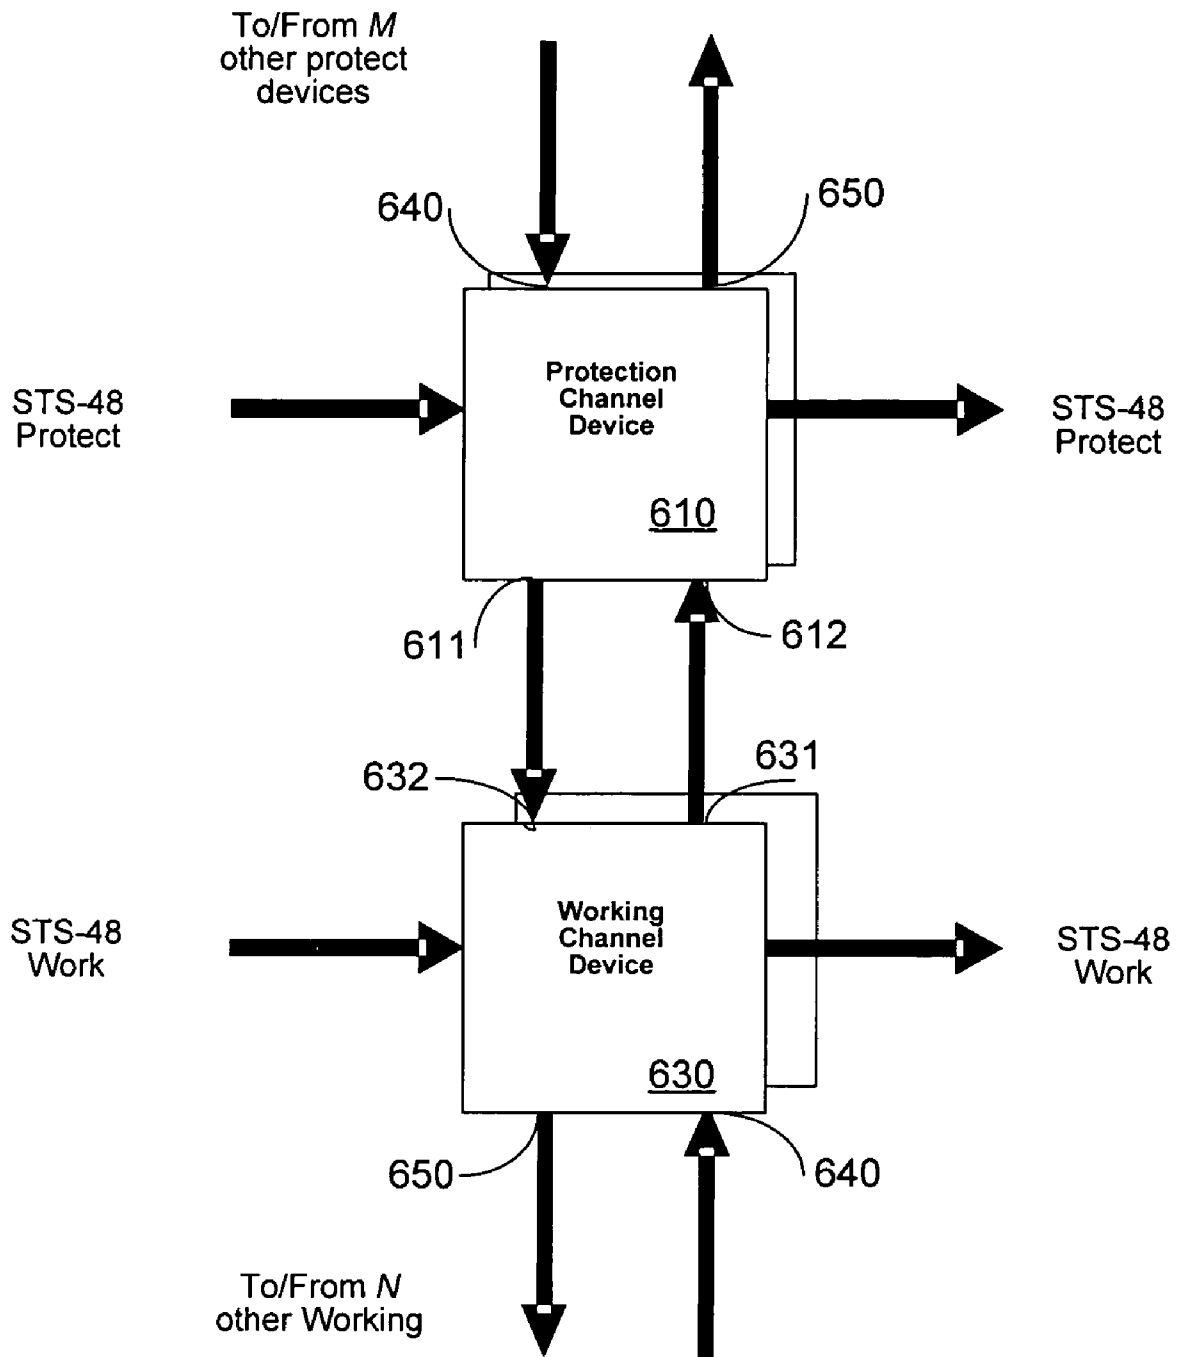 To/From M
other protect
devices
640
650
STS-48
Protect
Protection
Channel
Device
610
STS-48
Protect
611
612
632
631
STS-48
Work
Working
Channel
Device
630
STS-48
Work
650
640
To/From N
other Working